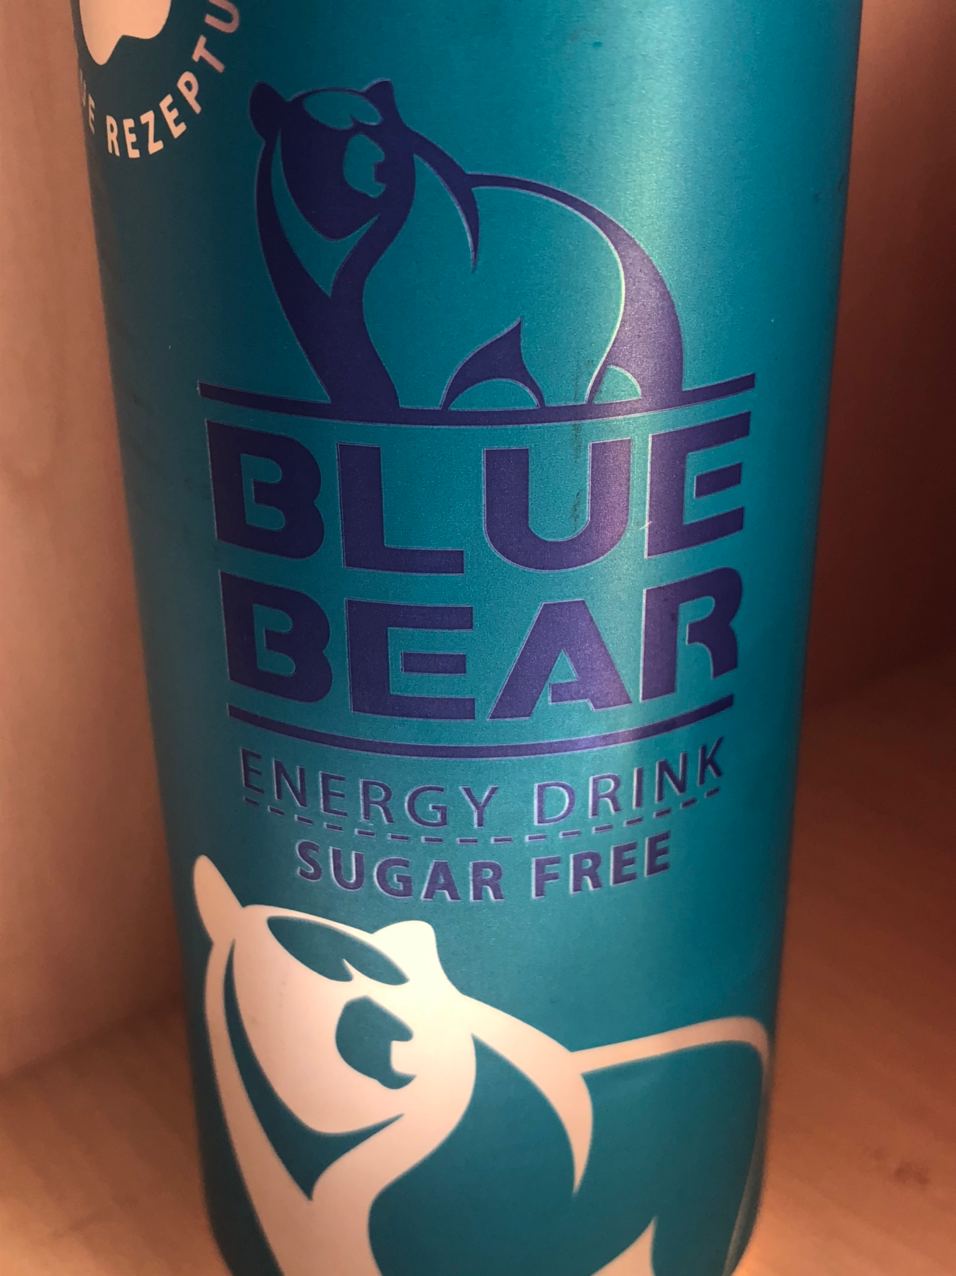 REZEPTU
BLUE
BEAR
ENERGY DRINK
SUGAR FREE